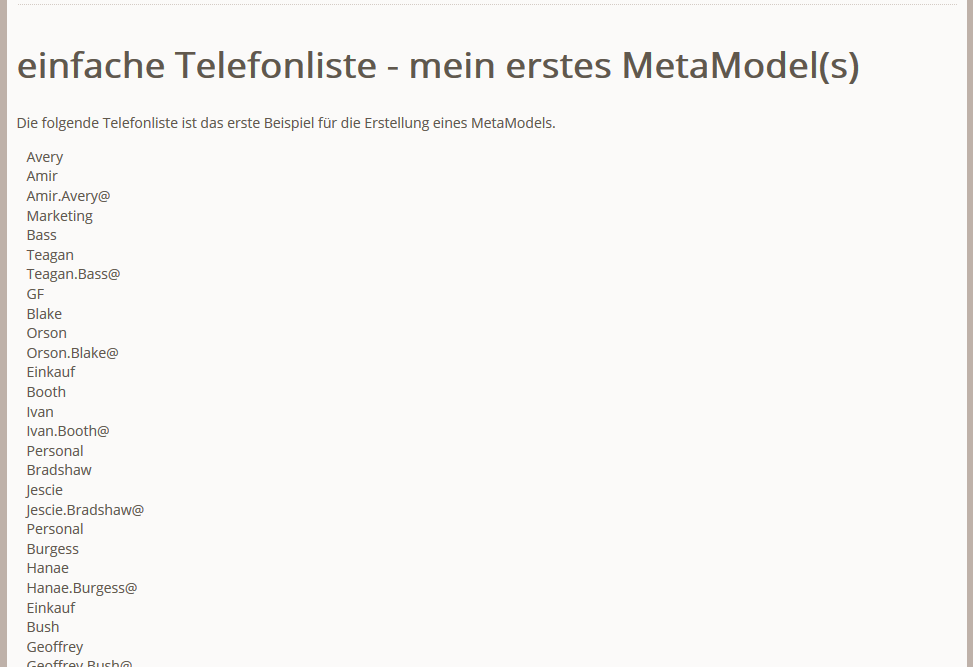 einfache Telefonliste - mein erstes MetaModel(s)
Die folgende Telefonliste ist das erste Beispiel für die Erstellung eines MetaModels.
Avery
Amir
Amir.Avery@
Marketing
Bass
Teagan
Teagan.Bass@
GF
Blake
Orson
Orson.Blake@
Einkauf
Booth
Ivan
Ivan.Booth@
Personal
Bradshaw
Jescie
Jescie.Bradshaw@
Personal
Burgess
Hanae
Hanae.Burgess@
Einkauf
Bush
Geoffrey
Geoffrey.Bush@